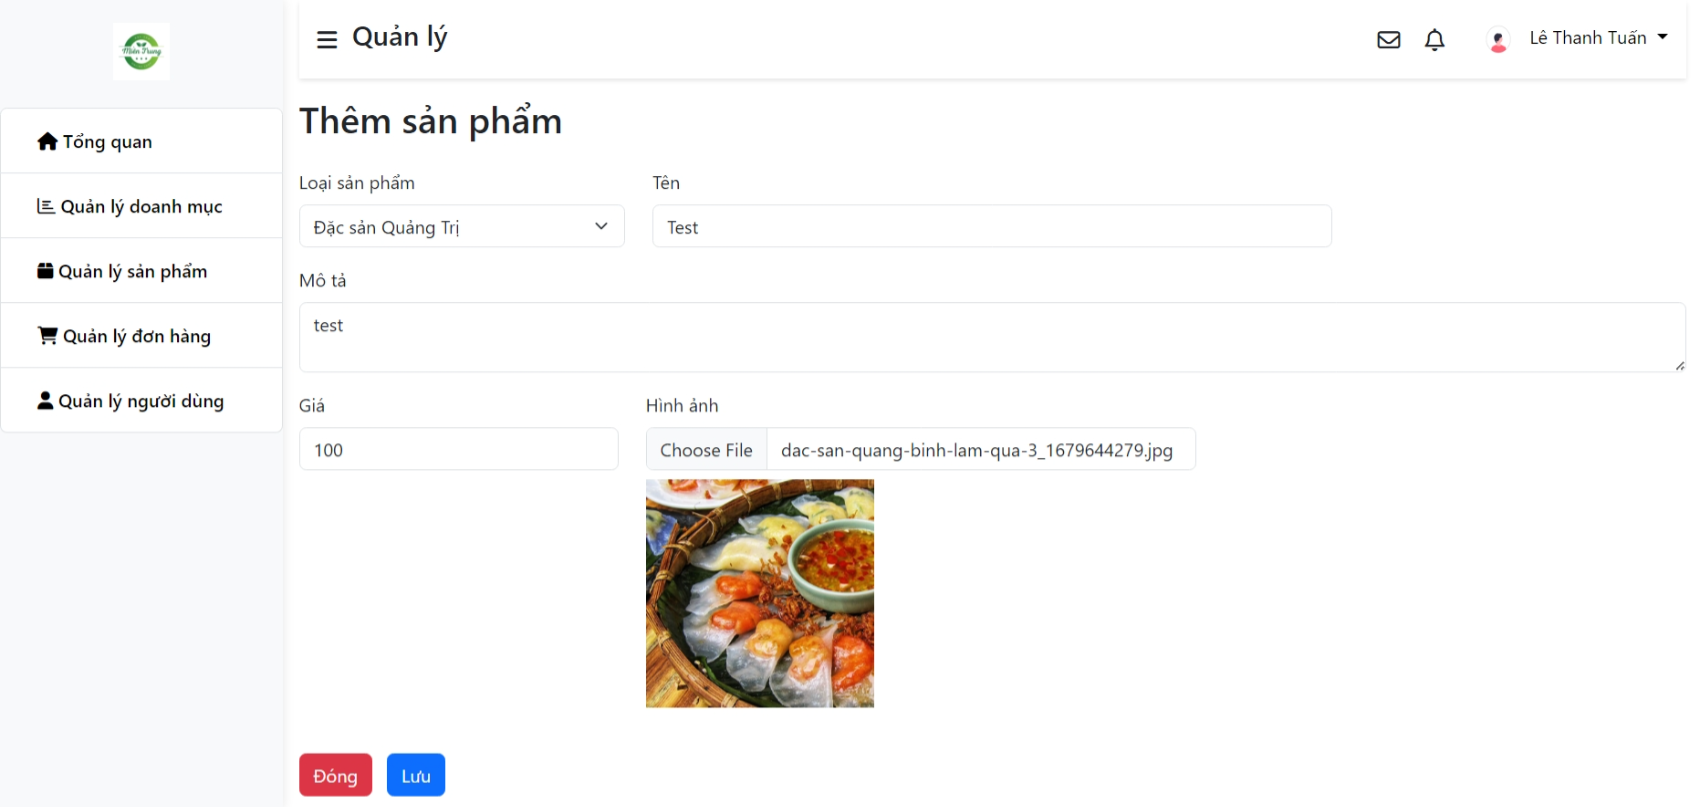 Miền Trung
Quản lý
Lê Thanh Tuấn
Tổng quan
Quản lý doanh mục
Quản lý sản phẩm
Quản lý đơn hàng
Quản lý người dùng
Thêm sản phẩm
Loại sản phẩm
Tên
Đặc sản Quảng Trị
Test
Mô tả
test
Giá
Hình ảnh
100
Choose File
dac-san-quang-binh-lam-qua-3_1679644279.jpg
Đóng
Lưu